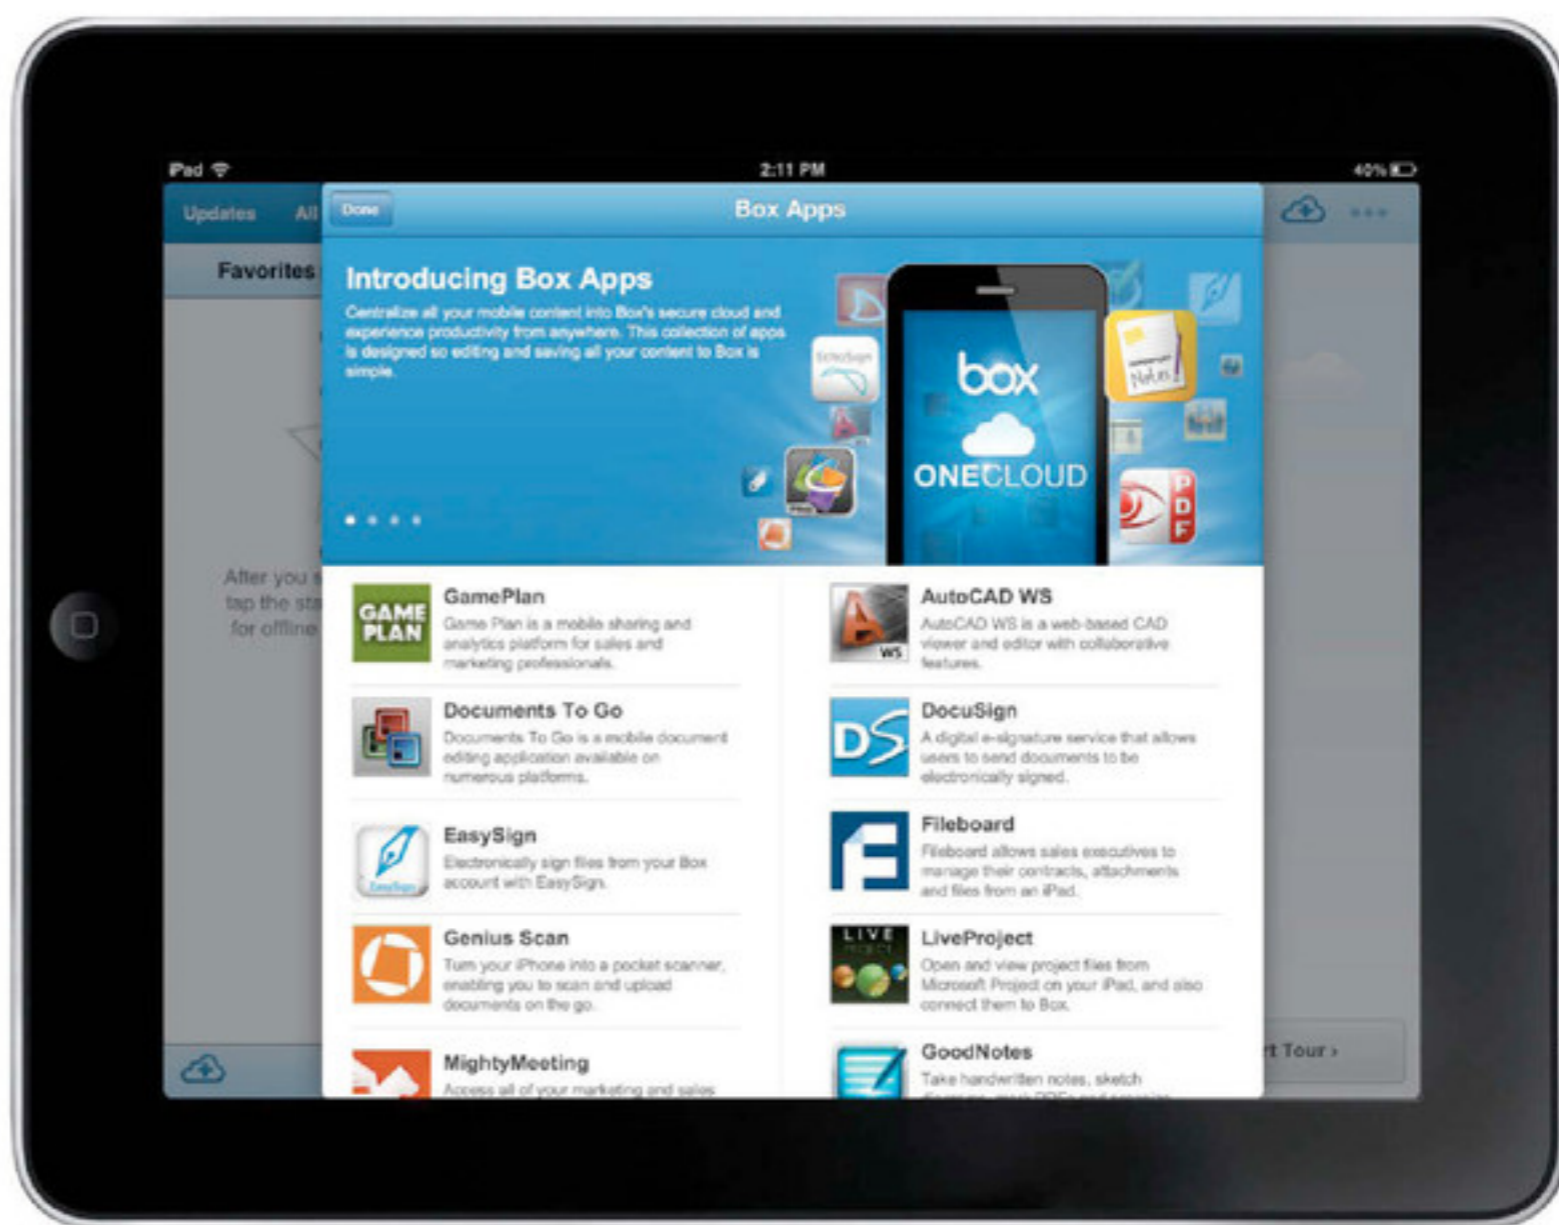 iPad
2:11 PM
40%
Updates
All
Done
Box Apps
Favorites
Introducing Box Apps
Centralize all your mobile content into Box's secure cloud and
experience productivity from anywhere. This collection of apps
is designed so editing and saving all your content to Box is
simple.
EchoSign
box
ONECLOUD
Notes
PDF
PRO
After you s
tap the sta
for offline
GAME
PLAN
GamePlan
Game Plan is a mobile sharing and
analytics platform for sales and
marketing professionals.
WS
AutoCAD WS
AutoCAD WS is a web-based CAD
viewer and editor with collaborative
features.
Documents To Go
Documents To Go is a mobile document
editing application available on
numerous platforms.
DS
DocuSign
A digital e-signature service that allows
users to send documents to be
electronically signed.
EasySign
EasySign
Electronically sign files from your Box
account with EasySign.
Fileboard
Fileboard allows sales executives to
manage their contracts, attachments
and files from an iPad.
Genius Scan
Turn your iPhone into a pocket scanner,
enabling you to scan and upload
documents on the go.
LIVE
PROJECT
LiveProject
Open and view project files from
Microsoft Project on your iPad, and also
connect them to Box.
MightyMeeting
Access all of your marketing and sales
GoodNotes
Take handwritten notes, sketch
rt Tour ›